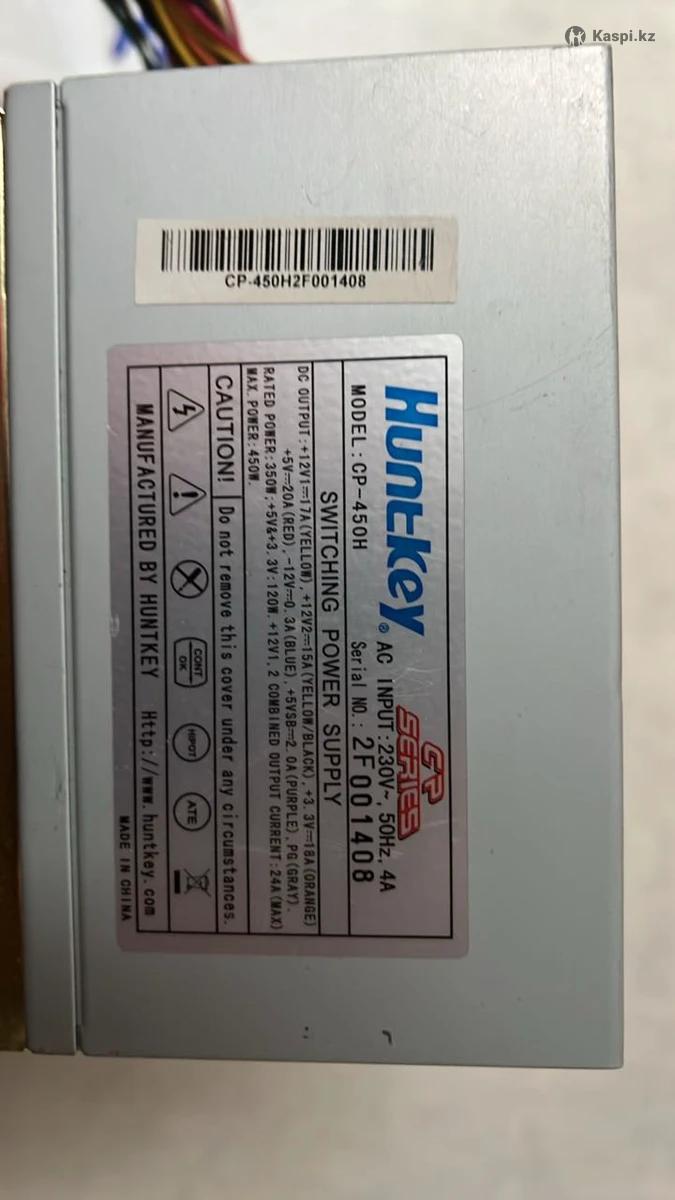 Kaspi.kz
CP-450H2F001408
Huntkey® CP SERIES
AC INPUT:230V~, 50Hz, 4A
MODEL:CP-450H Serial NO.:2F001408
SWITCHING POWER SUPPLY
DC OUTPUT:+12V1⎓17A(YELLOW),+12V2⎓15A(YELLOW/BLACK),+3.3V⎓18A(ORANGE)
+5V⎓20A(RED),-12V⎓0.3A(BLUE),+5VSB⎓2.0A(PURPLE),PG(GRAY).
RATED POWER:350W;+5V&+3.3V:120W,+12V1,2 COMBINED OUTPUT CURRENT:24A(MAX)
MAX. POWER:450W.
CAUTION! Do not remove this cover under any circumstances.
CONT OK HIPOT ATE
MANUFACTURED BY HUNTKEY Http://www.huntkey.com
MADE IN CHINA